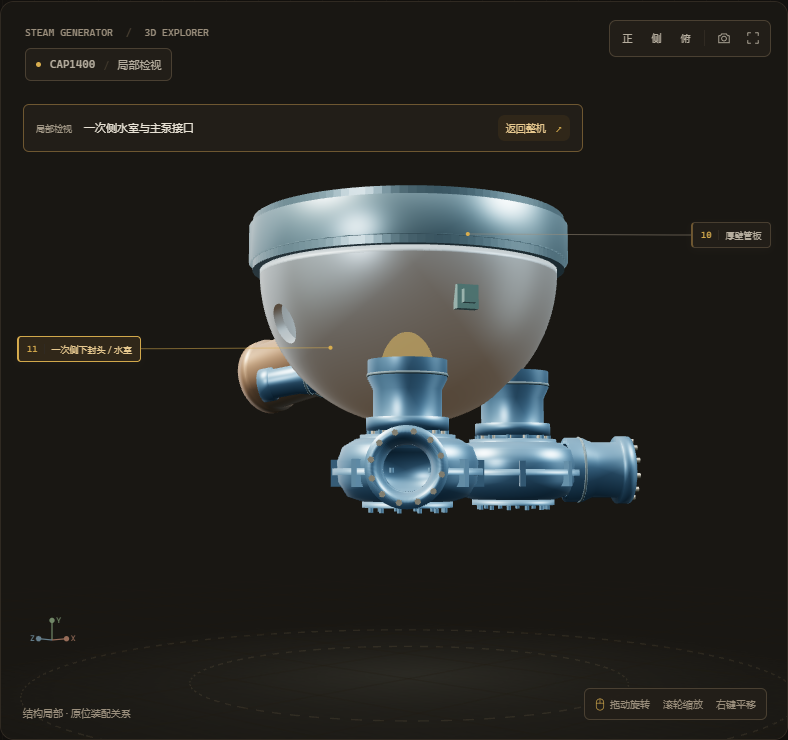 STEAM GENERATOR / 3D EXPLORER
正 侧 俯
CAP1400 / 局部检视
局部检视 一次侧水室与主泵接口 返回整机 ↗
10 厚壁管板
11 一次侧下封头 / 水室
Y
Z X
结构局部 · 原位装配关系
拖动旋转 滚轮缩放 右键平移